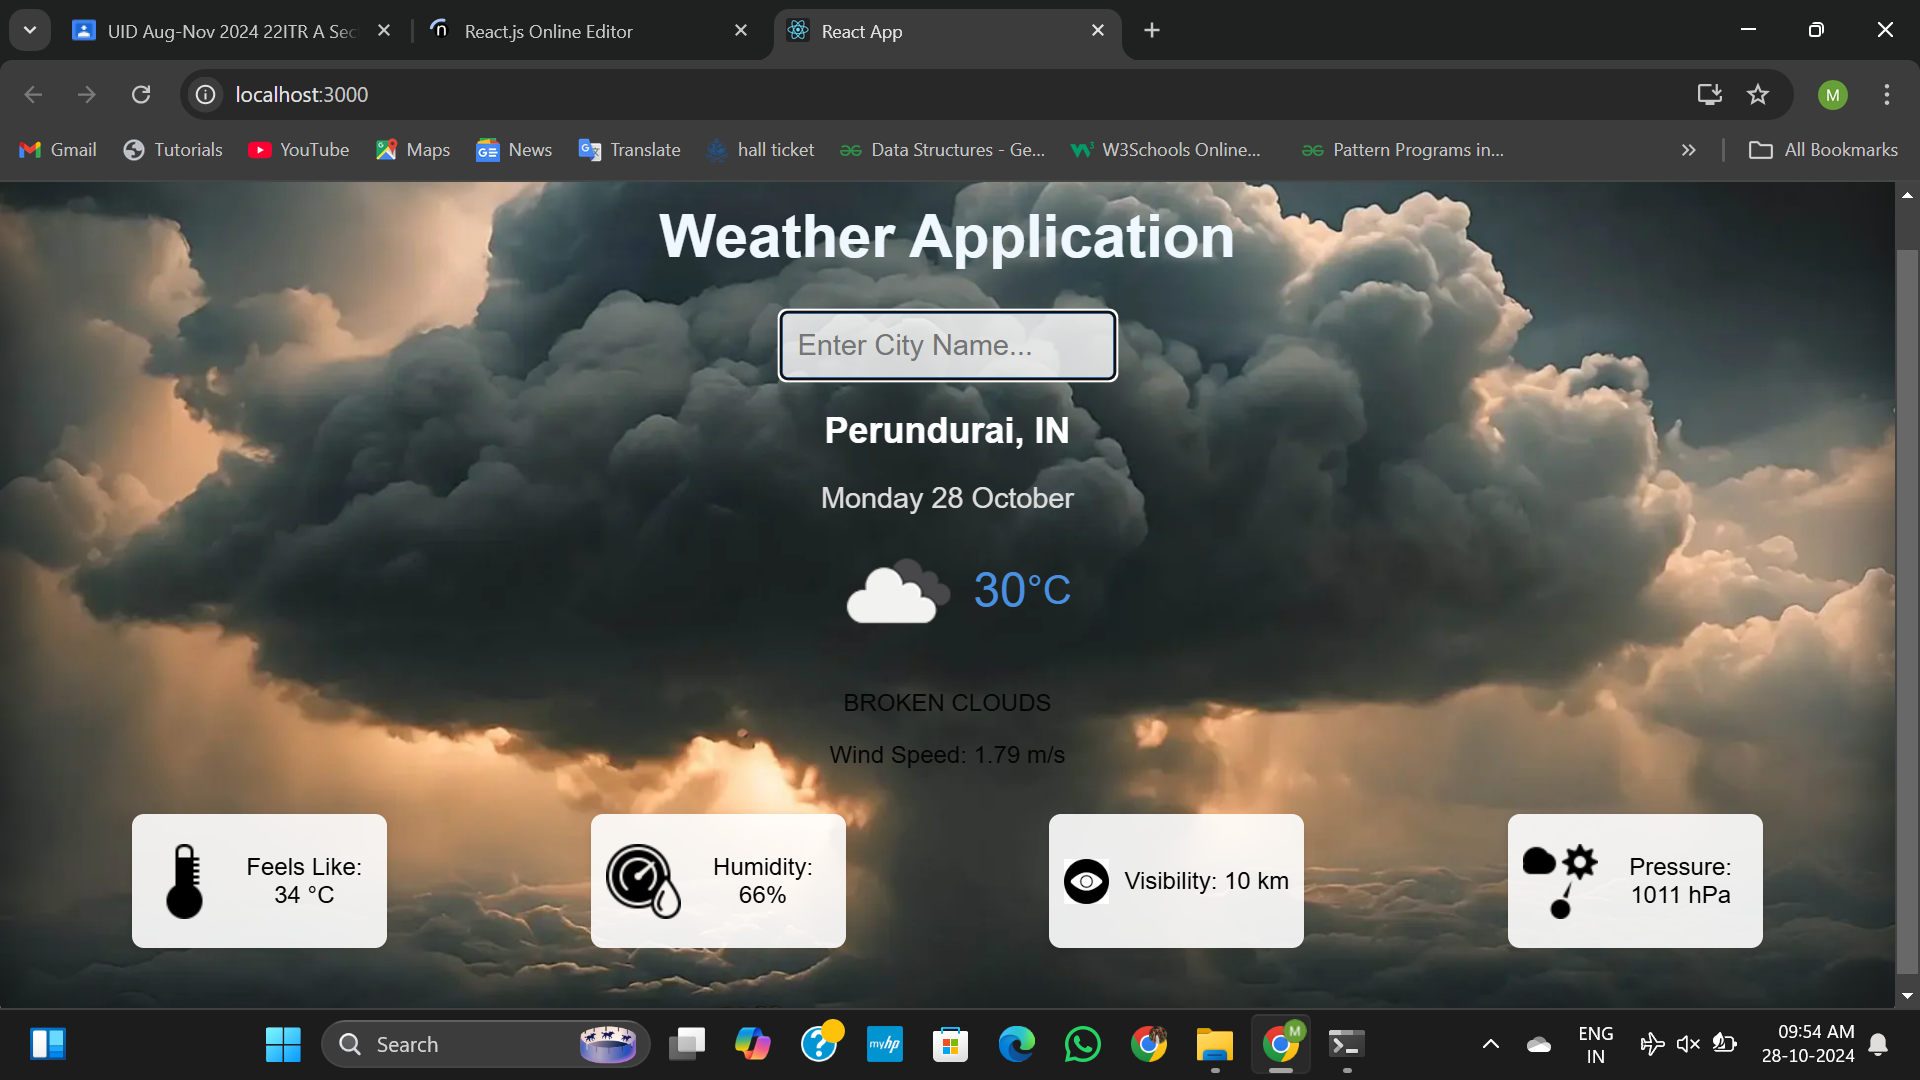 UID Aug-Nov 2024 22ITR A Sec
React.js Online Editor
React App
localhost:3000
M
Gmail
Tutorials
YouTube
Maps
News
Translate
hall ticket
Data Structures - Ge...
W3Schools Online...
Pattern Programs in...
All Bookmarks
Weather Application
Enter City Name...
Perundurai, IN
Monday 28 October
30°C
BROKEN CLOUDS
Wind Speed: 1.79 m/s
Feels Like:
34 °C
Humidity:
66%
Visibility: 10 km
Pressure:
1011 hPa
Search
myhp
M
ENG
IN
09:54 AM
28-10-2024